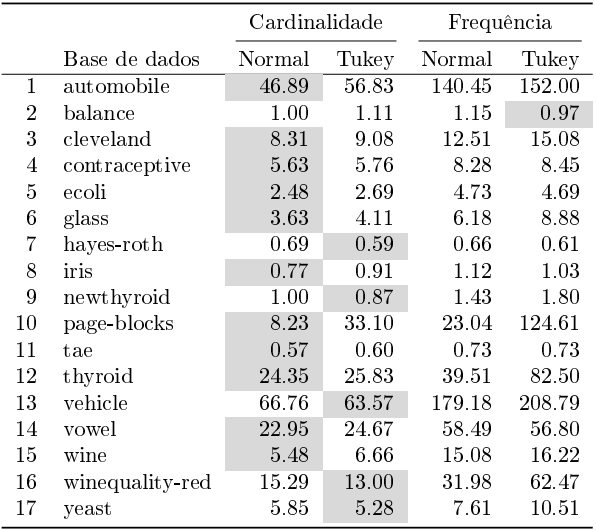 Cardinalidade Frequência
Base de dados Normal Tukey Normal Tukey
1 automobile 46.89 56.83 140.45 152.00
2 balance 1.00 1.11 1.15 0.97
3 cleveland 8.31 9.08 12.51 15.08
4 contraceptive 5.63 5.76 8.28 8.45
5 ecoli 2.48 2.69 4.73 4.69
6 glass 3.63 4.11 6.18 8.88
7 hayes-roth 0.69 0.59 0.66 0.61
8 iris 0.77 0.91 1.12 1.03
9 newthyroid 1.00 0.87 1.43 1.80
10 page-blocks 8.23 33.10 23.04 124.61
11 tae 0.57 0.60 0.73 0.73
12 thyroid 24.35 25.83 39.51 82.50
13 vehicle 66.76 63.57 179.18 208.79
14 vowel 22.95 24.67 58.49 56.80
15 wine 5.48 6.66 15.08 16.22
16 winequality-red 15.29 13.00 31.98 62.47
17 yeast 5.85 5.28 7.61 10.51